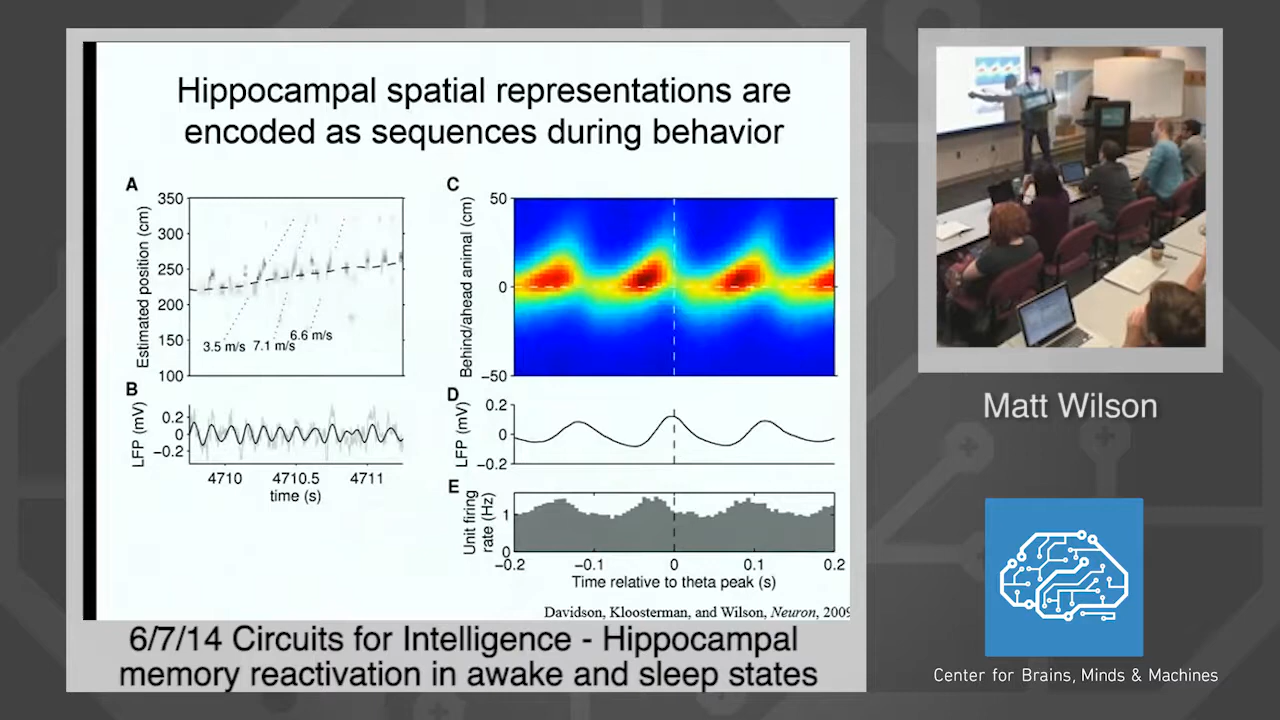 Hippocampal spatial representations are
encoded as sequences during behavior
A
Estimated position (cm)
350
300
250
200
150
100
3.5 m/s
7.1 m/s
6.6 m/s
B
LFP (mV)
0.2
0
−0.2
4710
4710.5
4711
time (s)
C
Behind/ahead animal (cm)
50
0
−50
D
LFP (mV)
0.2
0
−0.2
E
Unit firing
rate (Hz)
1
0
−0.2
−0.1
0
0.1
0.2
Time relative to theta peak (s)
Davidson, Kloosterman, and Wilson, Neuron, 2009
6/7/14 Circuits for Intelligence - Hippocampal
memory reactivation in awake and sleep states
Matt Wilson
Center for Brains, Minds & Machines